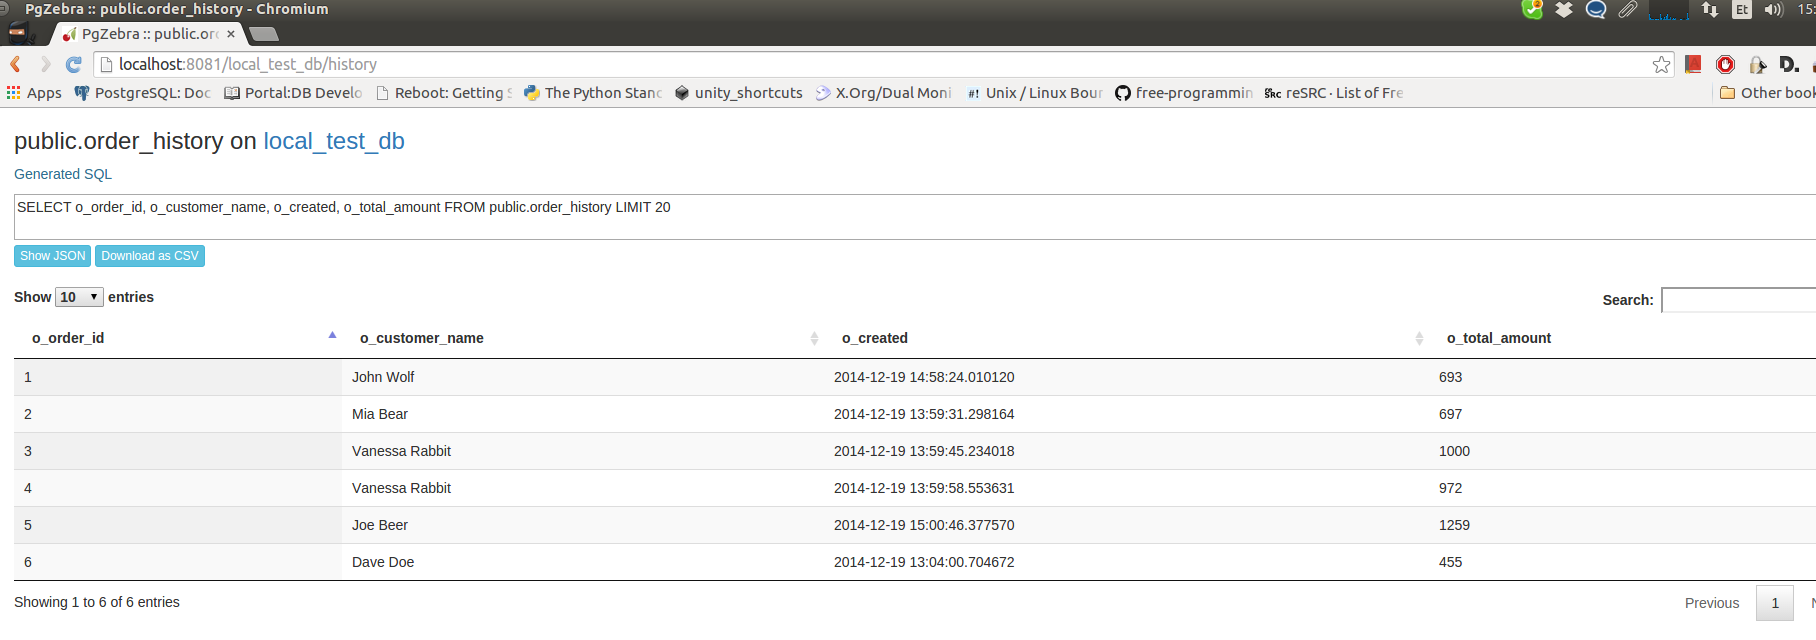 PgZebra :: public.order_history - Chromium
Et
15:
PgZebra :: public.or
localhost:8081/local_test_db/history
D.
Apps PostgreSQL: Doc Portal:DB Develo Reboot: Getting S The Python Stan unity_shortcuts X.Org/Dual Moni #! Unix / Linux Bour free-programmin gRc reSRC · List of Fre Other book
public.order_history on local_test_db
Generated SQL
SELECT o_order_id, o_customer_name, o_created, o_total_amount FROM public.order_history LIMIT 20
Show JSON Download as CSV
Show 10 entries Search:
o_order_id o_customer_name o_created o_total_amount
1 John Wolf 2014-12-19 14:58:24.010120 693
2 Mia Bear 2014-12-19 13:59:31.298164 697
3 Vanessa Rabbit 2014-12-19 13:59:45.234018 1000
4 Vanessa Rabbit 2014-12-19 13:59:58.553631 972
5 Joe Beer 2014-12-19 15:00:46.377570 1259
6 Dave Doe 2014-12-19 13:04:00.704672 455
Showing 1 to 6 of 6 entries Previous 1 N